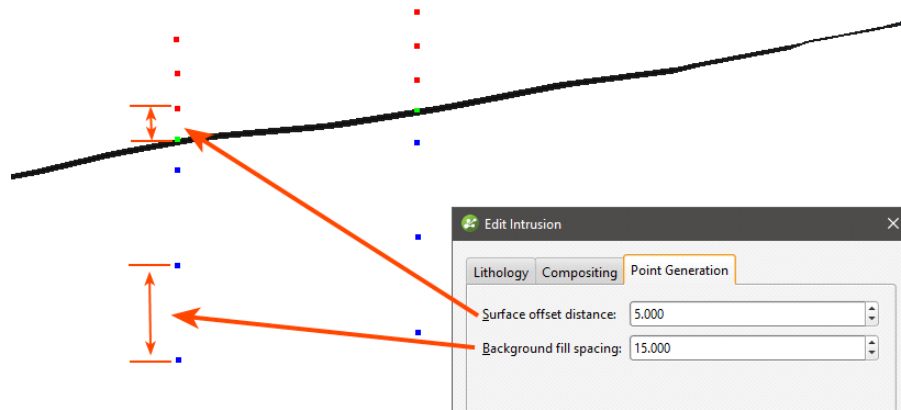 Edit Intrusion
Lithology Compositing Point Generation
Surface offset distance: 5.000
Background fill spacing: 15.000